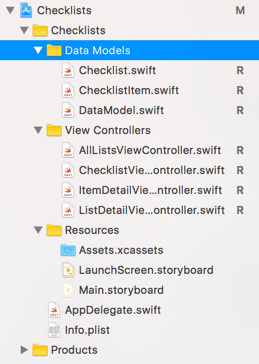 Checklists M
Checklists
Data Models
Checklist.swift R
ChecklistItem.swift R
DataModel.swift R
View Controllers
AllListsViewController.swift R
ChecklistVie...ontroller.swift R
ItemDetailVie...ntroller.swift R
ListDetailVie...ontroller.swift R
Resources
Assets.xcassets
LaunchScreen.storyboard
Main.storyboard
AppDelegate.swift
Info.plist
Products